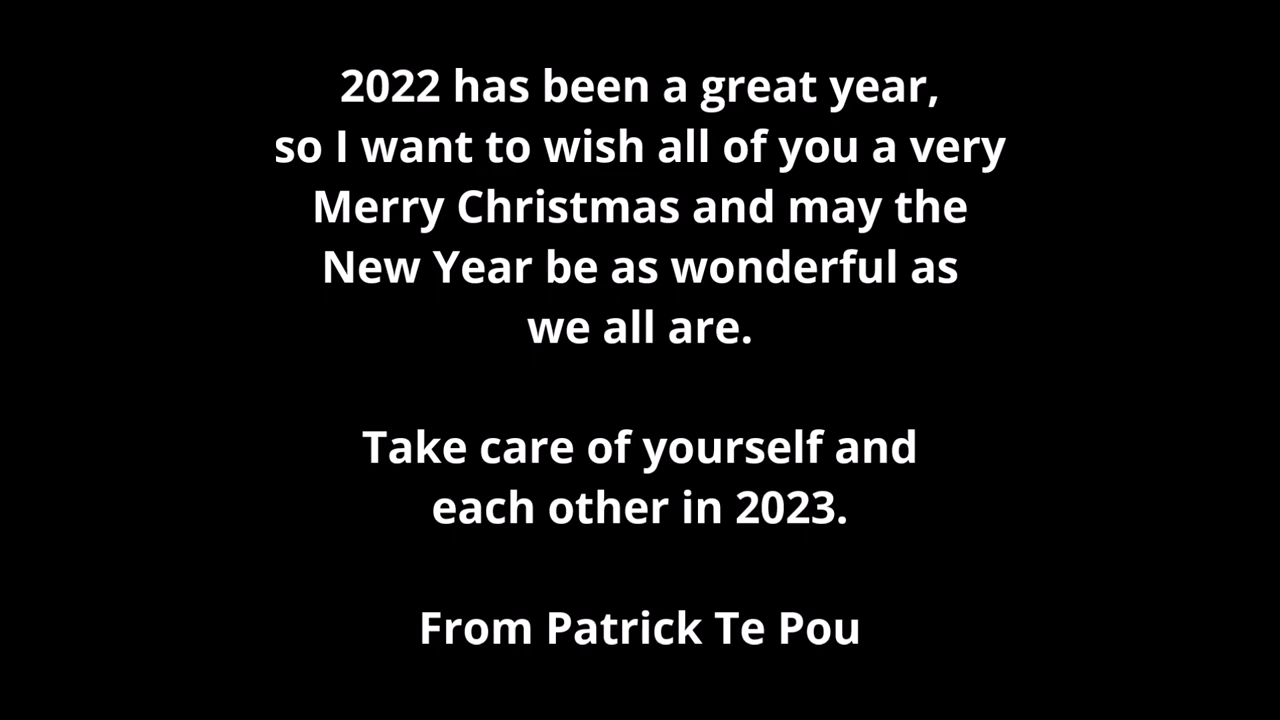 2022 has been a great year,
so I want to wish all of you a very
Merry Christmas and may the
New Year be as wonderful as
we all are.
Take care of yourself and
each other in 2023.
From Patrick Te Pou